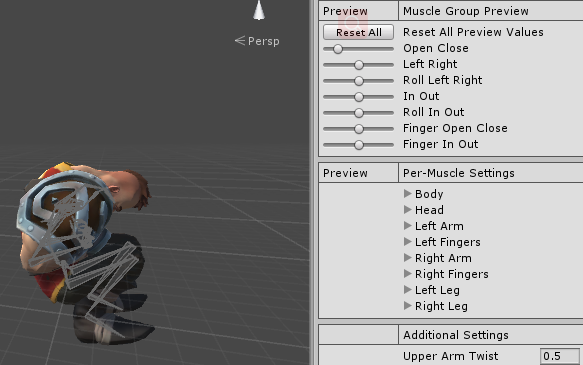 Persp
Preview Muscle Group Preview
Reset All Reset All Preview Values
Open Close
Left Right
Roll Left Right
In Out
Roll In Out
Finger Open Close
Finger In Out
Preview Per-Muscle Settings
Body
Head
Left Arm
Left Fingers
Right Arm
Right Fingers
Left Leg
Right Leg
Additional Settings
Upper Arm Twist 0.5